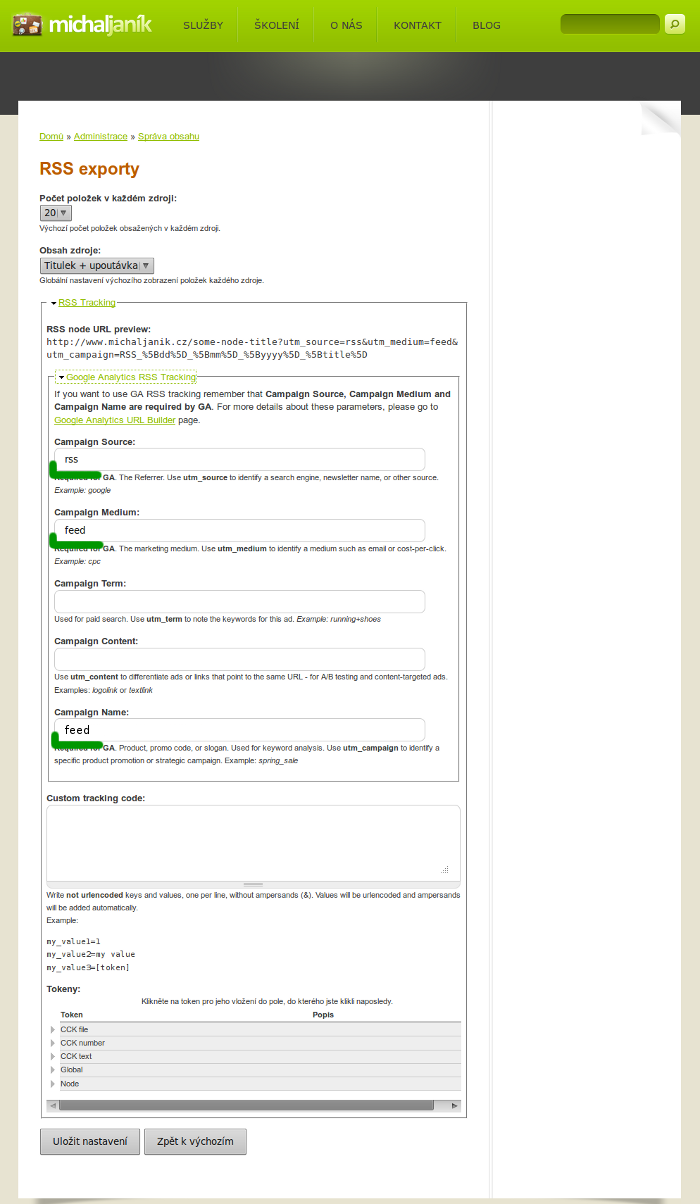 michaljaník
SLUŽBY ŠKOLENÍ O NÁS KONTAKT BLOG
Domů » Administrace » Správa obsahu
RSS exporty
Počet položek v každém zdroji:
20
Výchozí počet položek obsažených v každém zdroji.
Obsah zdroje:
Titulek + upoutávka
Globální nastavení výchozího zobrazení položek každého zdroje.
RSS Tracking
RSS node URL preview:
http://www.michaljanik.cz/some-node-title?utm_source=rss&utm_medium=feed&
utm_campaign=RSS_%5Bdd%5D_%5Bmm%5D_%5Byyyy%5D_%5Btitle%5D
Google Analytics RSS Tracking
If you want to use GA RSS tracking remember that Campaign Source, Campaign Medium and
Campaign Name are required by GA. For more details about these parameters, please go to
Google Analytics URL Builder page.
Campaign Source:
rss
Required for GA. The Referrer. Use utm_source to identify a search engine, newsletter name, or other source.
Example: google
Campaign Medium:
feed
Required for GA. The marketing medium. Use utm_medium to identify a medium such as email or cost-per-click.
Example: cpc
Campaign Term:
Used for paid search. Use utm_term to note the keywords for this ad. Example: running+shoes
Campaign Content:
Use utm_content to differentiate ads or links that point to the same URL - for A/B testing and content-targeted ads.
Examples: logolink or textlink
Campaign Name:
feed
Required for GA. Product, promo code, or slogan. Used for keyword analysis. Use utm_campaign to identify a
specific product promotion or strategic campaign. Example: spring_sale
Custom tracking code:
Write not urlencoded keys and values, one per line, without ampersands (&). Values will be urlencoded and ampersands
will be added automatically.
Example:
my_value1=1
my_value2=my value
my_value3=[token]
Tokeny:
Klikněte na token pro jeho vložení do pole, do kterého jste klikli naposledy.
Token Popis
CCK file
CCK number
CCK text
Global
Node
Uložit nastavení Zpět k výchozím